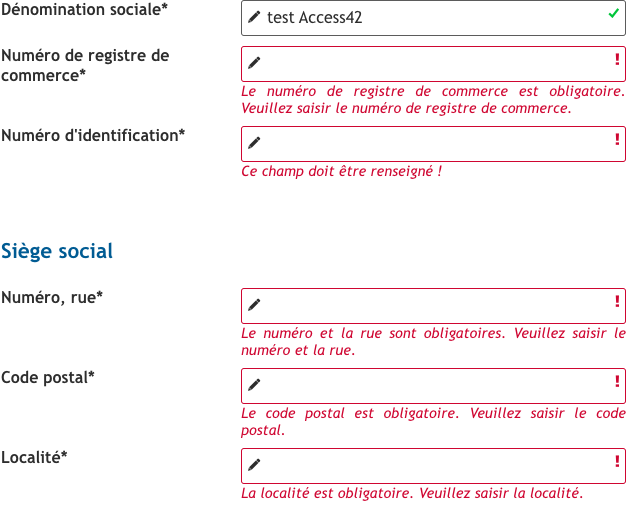 Dénomination sociale*
test Access42
Numéro de registre de
commerce*
!
Le numéro de registre de commerce est obligatoire.
Veuillez saisir le numéro de registre de commerce.
Numéro d'identification*
!
Ce champ doit être renseigné !
Siège social
Numéro, rue*
!
Le numéro et la rue sont obligatoires. Veuillez saisir le
numéro et la rue.
Code postal*
!
Le code postal est obligatoire. Veuillez saisir le code
postal.
Localité*
!
La localité est obligatoire. Veuillez saisir la localité.